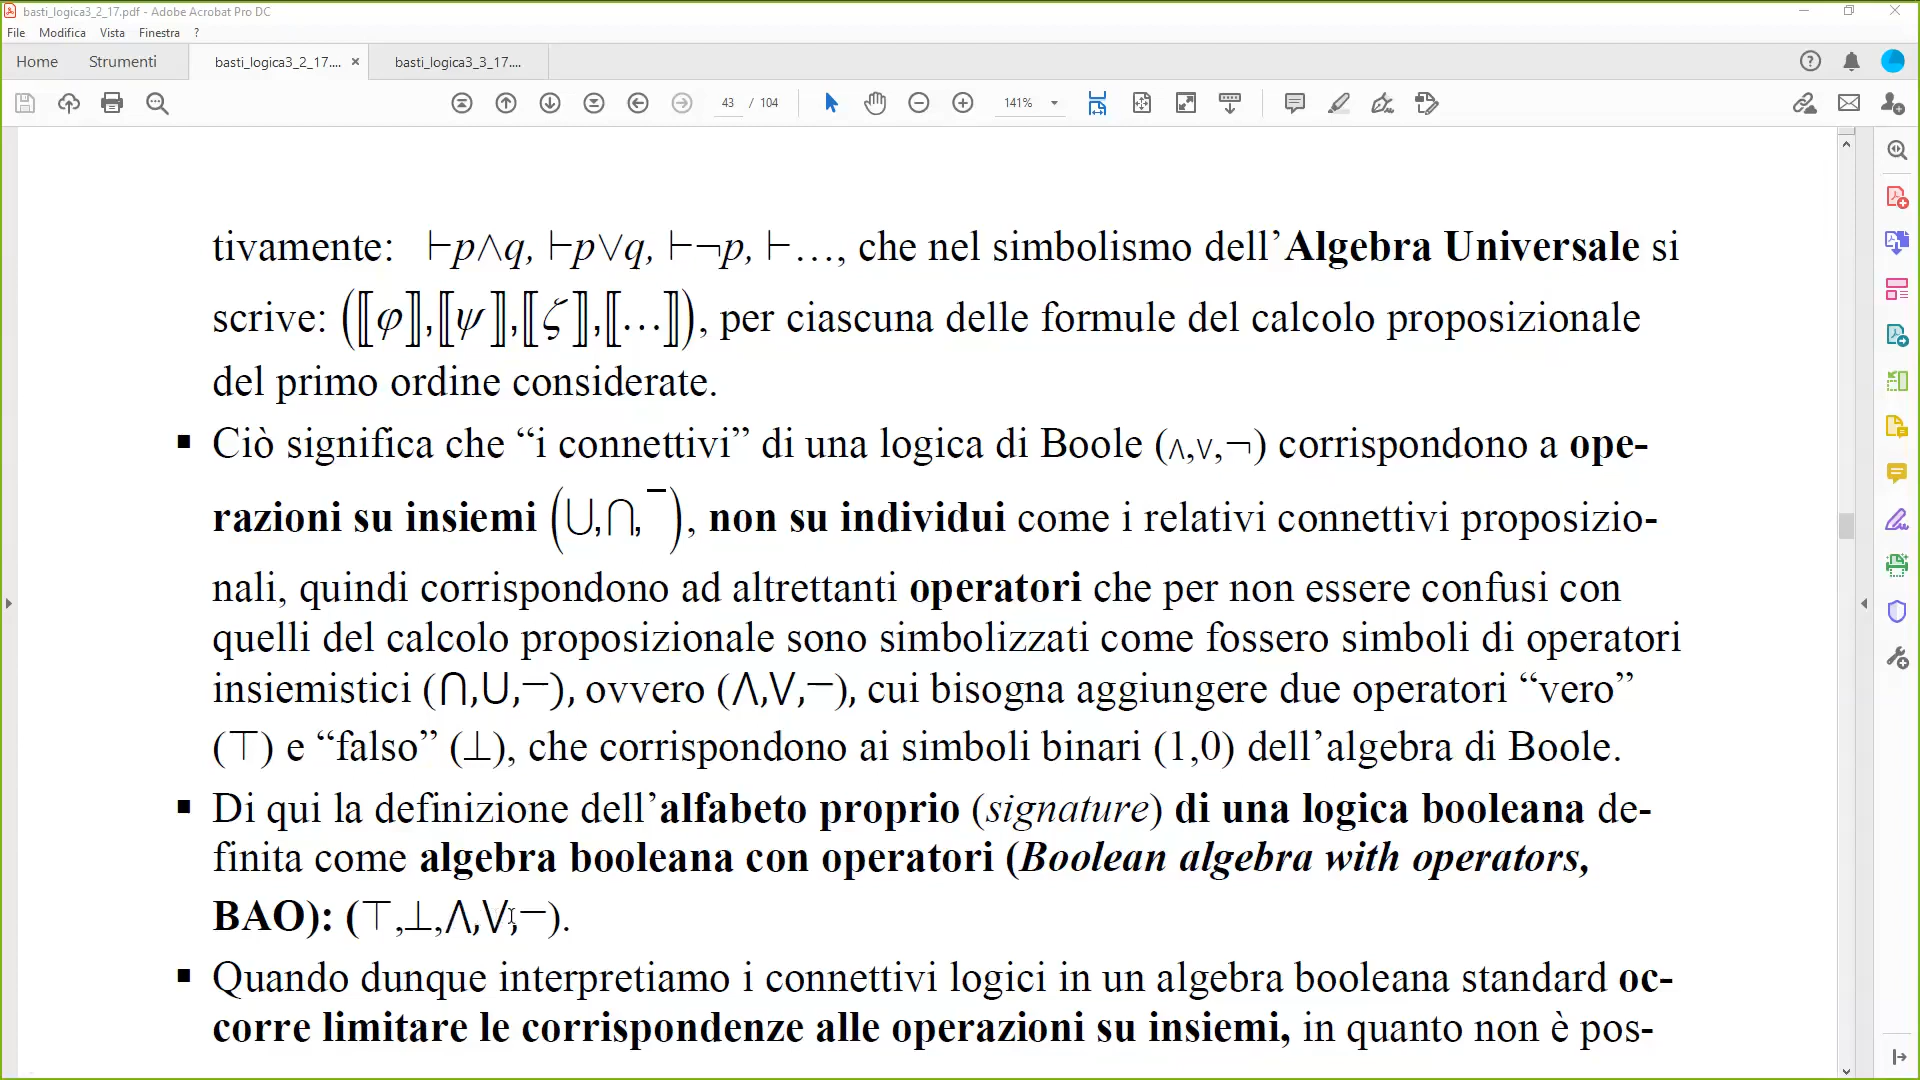 basti_logica3_2_17.pdf - Adobe Acrobat Pro DC
File Modifica Vista Finestra ?
Home Strumenti basti_logica3_2_17.... × basti_logica3_3_17....
43 / 104 141%
tivamente: ⊢p∧q, ⊢p∨q, ⊢¬p, ⊢…, che nel simbolismo dell’Algebra Universale si
scrive: (⟦φ⟧,⟦ψ⟧,⟦ζ⟧,⟦…⟧), per ciascuna delle formule del calcolo proposizionale
del primo ordine considerate.
▪ Ciò significa che “i connettivi” di una logica di Boole (∧,∨,¬) corrispondono a ope-
razioni su insiemi (⋃,⋂,‾), non su individui come i relativi connettivi proposizio-
nali, quindi corrispondono ad altrettanti operatori che per non essere confusi con
quelli del calcolo proposizionale sono simbolizzati come fossero simboli di operatori
insiemistici (⋂,⋃,−), ovvero (⋀,⋁,−), cui bisogna aggiungere due operatori “vero”
(⊤) e “falso” (⊥), che corrispondono ai simboli binari (1,0) dell’algebra di Boole.
▪ Di qui la definizione dell’alfabeto proprio (signature) di una logica booleana de-
finita come algebra booleana con operatori (Boolean algebra with operators,
BAO): (⊤,⊥,⋀,⋁,−).
▪ Quando dunque interpretiamo i connettivi logici in un algebra booleana standard oc-
corre limitare le corrispondenze alle operazioni su insiemi, in quanto non è pos-